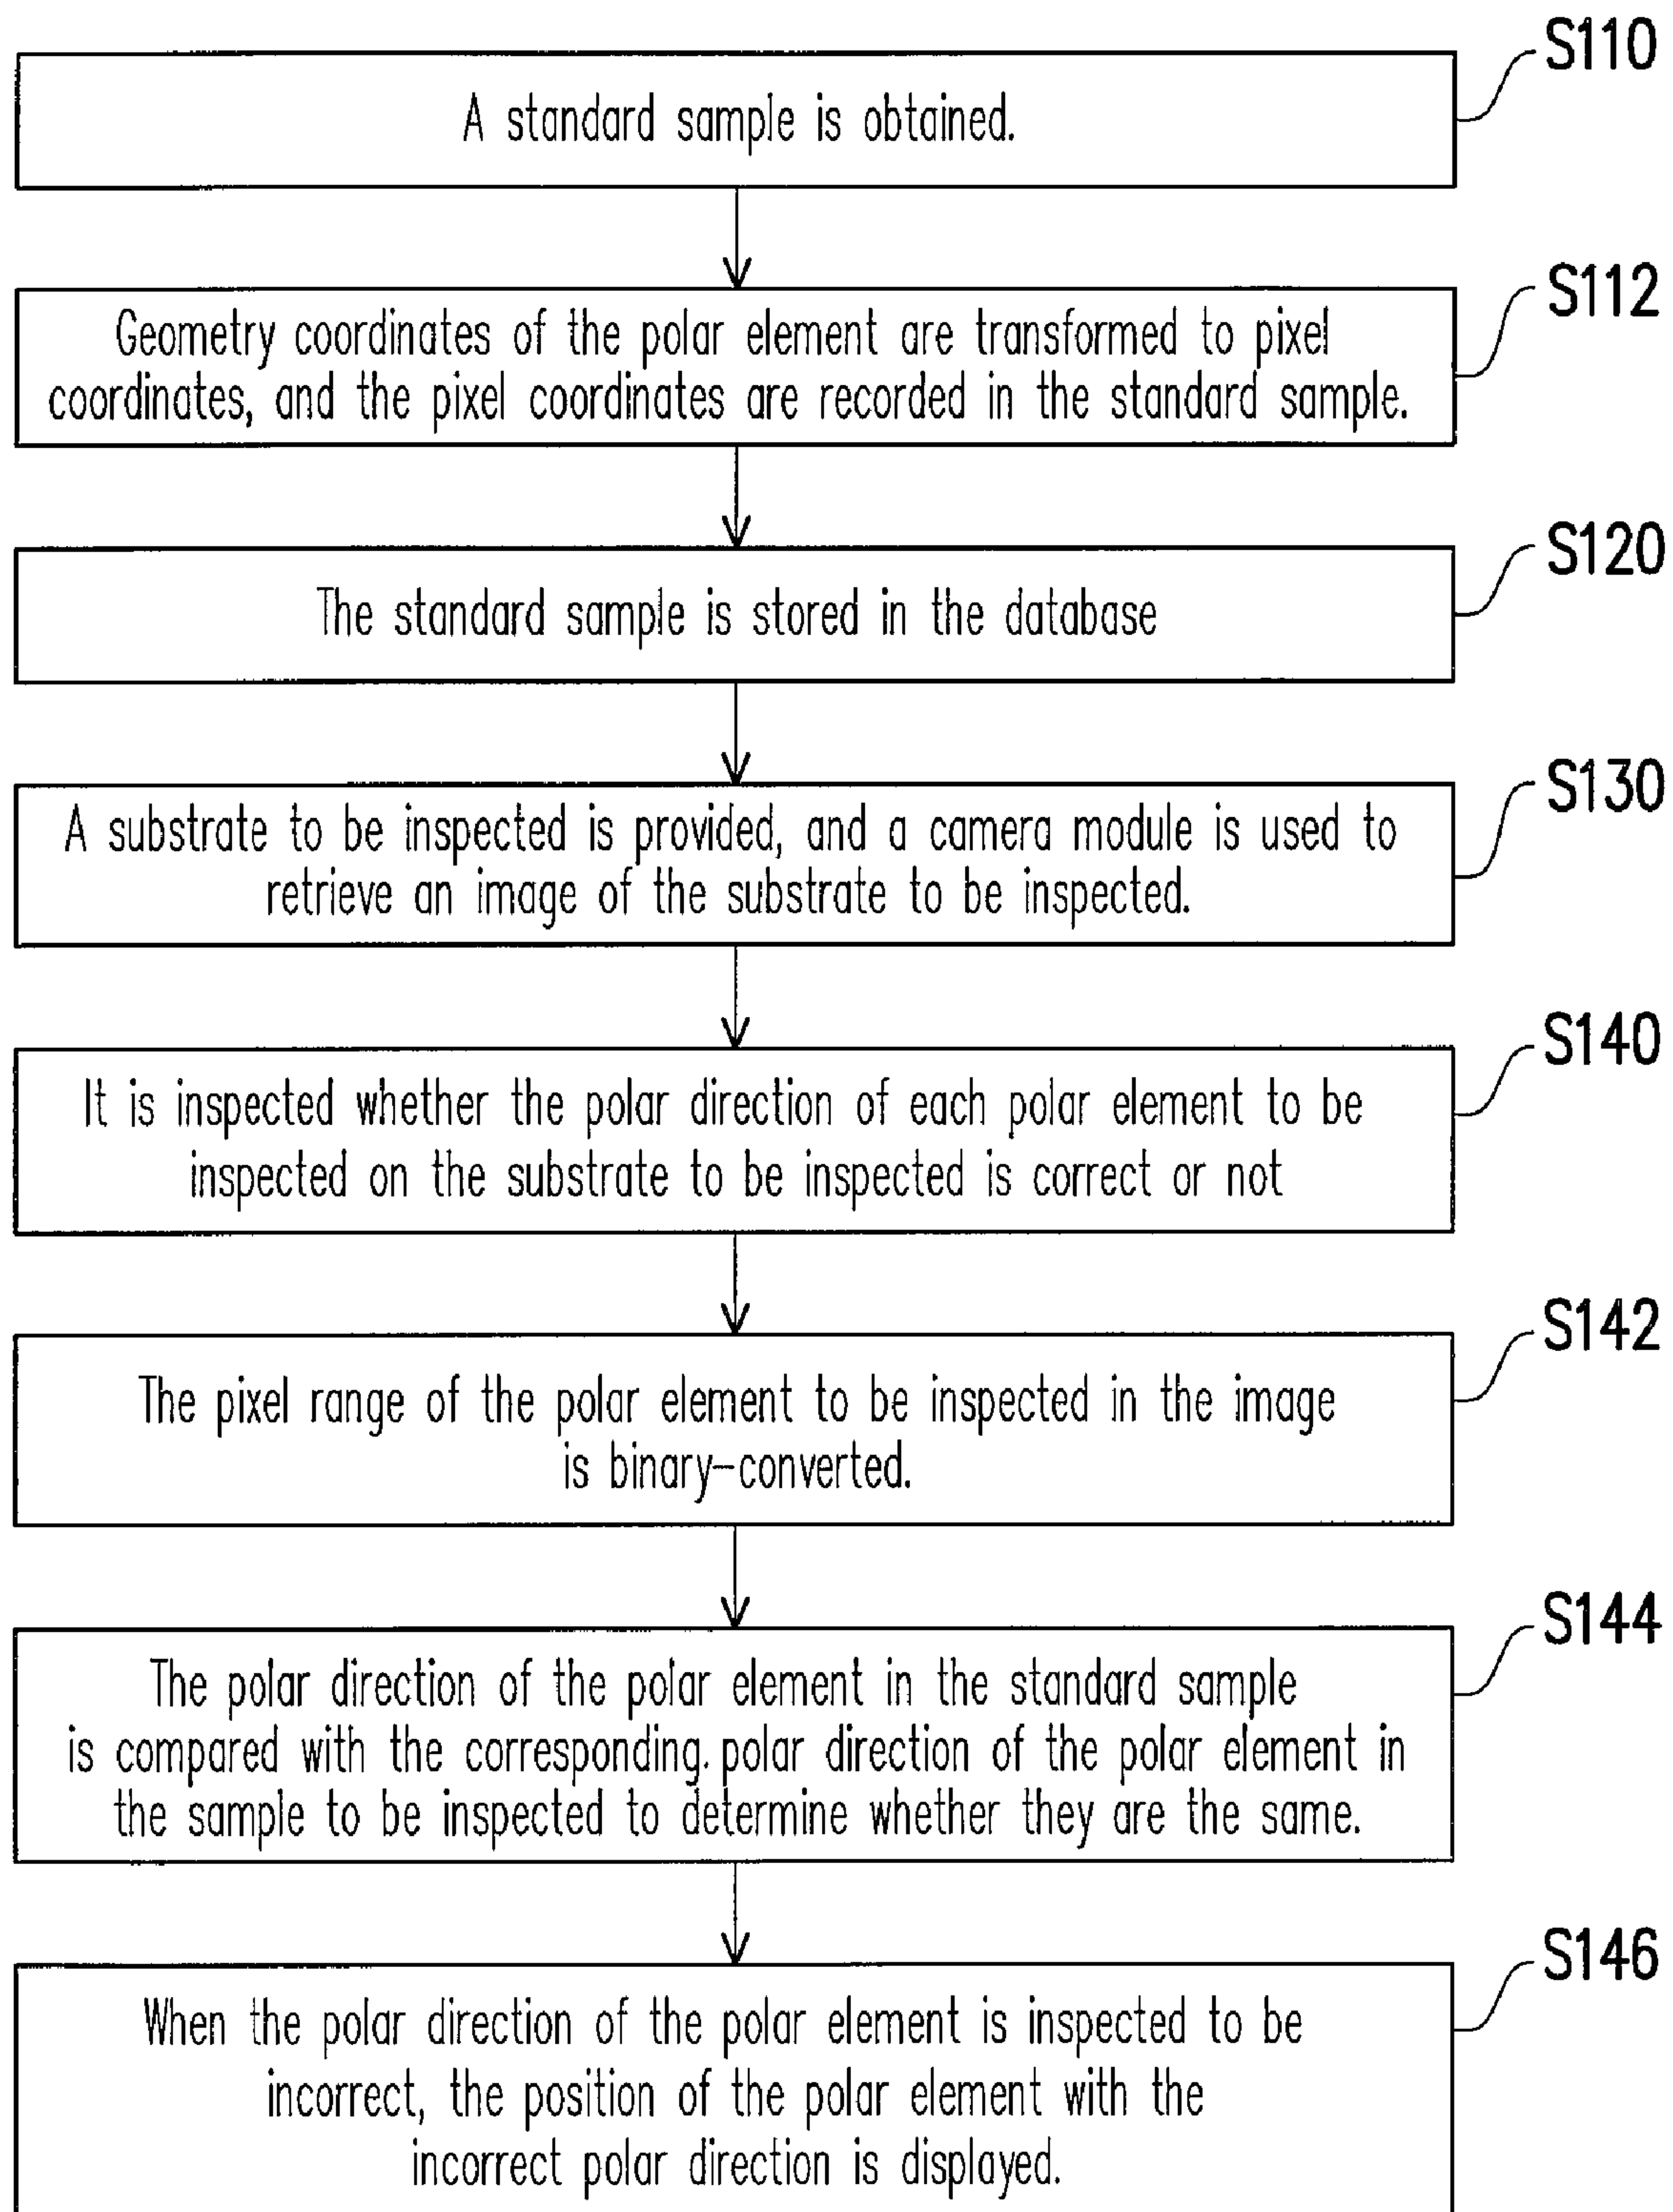 S110
A standard sample is obtained.
S112
Geometry coordinates of the polar element are transformed to pixel
coordinates, and the pixel coordinates are recorded in the standard sample.
S120
The standard sample is stored in the database
S130
A substrate to be inspected is provided, and a camera module is used to
retrieve an image of the substrate to be inspected.
S140
It is inspected whether the polar direction of each polar element to be
inspected on the substrate to be inspected is correct or not
S142
The pixel range of the polar element to be inspected in the image
is binary-converted.
S144
The polar direction of the polar element in the standard sample
is compared with the corresponding. polar direction of the polar element in
the sample to be inspected to determine whether they are the same.
S146
When the polar direction of the polar element is inspected to be
incorrect, the position of the polar element with the
incorrect polar direction is displayed.